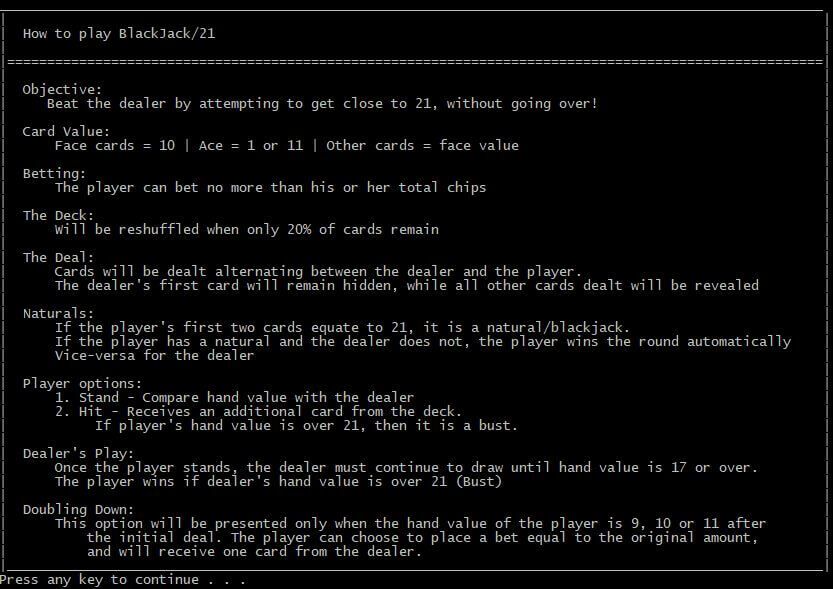 How to play BlackJack/21
Objective:
Beat the dealer by attempting to get close to 21, without going over!
Card Value:
Face cards = 10 | Ace = 1 or 11 | Other cards = face value
Betting:
The player can bet no more than his or her total chips
The Deck:
Will be reshuffled when only 20% of cards remain
The Deal:
Cards will be dealt alternating between the dealer and the player.
The dealer's first card will remain hidden, while all other cards dealt will be revealed
Naturals:
If the player's first two cards equate to 21, it is a natural/blackjack.
If the player has a natural and the dealer does not, the player wins the round automatically
Vice-versa for the dealer
Player options:
1. Stand - Compare hand value with the dealer
2. Hit - Receives an additional card from the deck.
If player's hand value is over 21, then it is a bust.
Dealer's Play:
Once the player stands, the dealer must continue to draw until hand value is 17 or over.
The player wins if dealer's hand value is over 21 (Bust)
Doubling Down:
This option will be presented only when the hand value of the player is 9, 10 or 11 after
the initial deal. The player can choose to place a bet equal to the original amount,
and will receive one card from the dealer.
Press any key to continue . . .